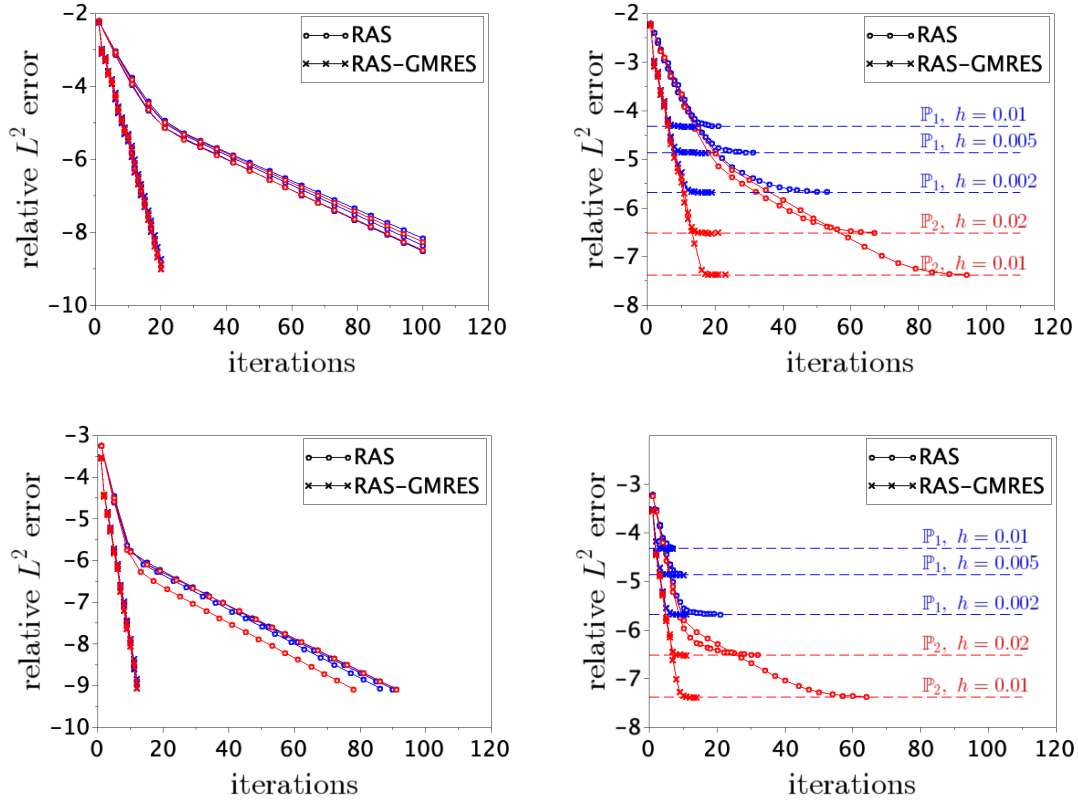 RAS
RAS-GMRES
−2
−4
−6
−8
−10
0 20 40 60 80 100 120
relative L² error
iterations
RAS
RAS-GMRES
−2
−3
−4
−5
−6
−7
−8
0 20 40 60 80 100 120
relative L² error
iterations
ℙ₁, h = 0.01
ℙ₁, h = 0.005
ℙ₁, h = 0.002
ℙ₂, h = 0.02
ℙ₂, h = 0.01
RAS
RAS-GMRES
−3
−4
−5
−6
−7
−8
−9
−10
0 20 40 60 80 100 120
relative L² error
iterations
RAS
RAS-GMRES
−3
−4
−5
−6
−7
−8
0 20 40 60 80 100 120
relative L² error
iterations
ℙ₁, h = 0.01
ℙ₁, h = 0.005
ℙ₁, h = 0.002
ℙ₂, h = 0.02
ℙ₂, h = 0.01